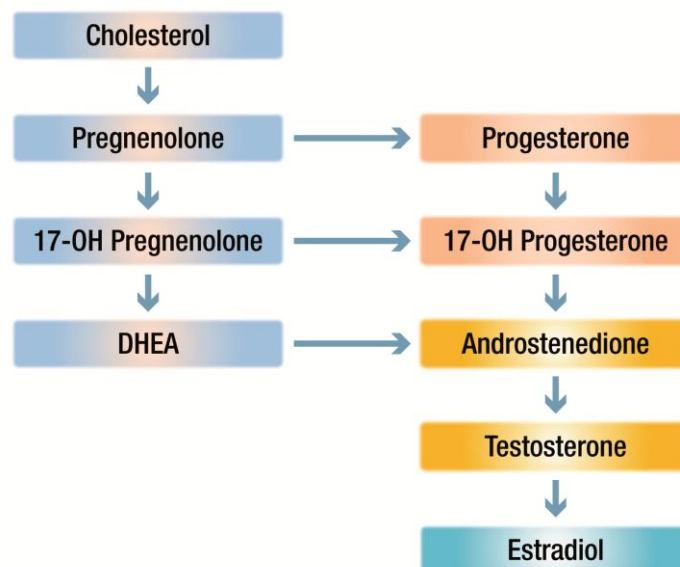 Cholesterol
Pregnenolone
Progesterone
17-OH Pregnenolone
17-OH Progesterone
DHEA
Androstenedione
Testosterone
Estradiol